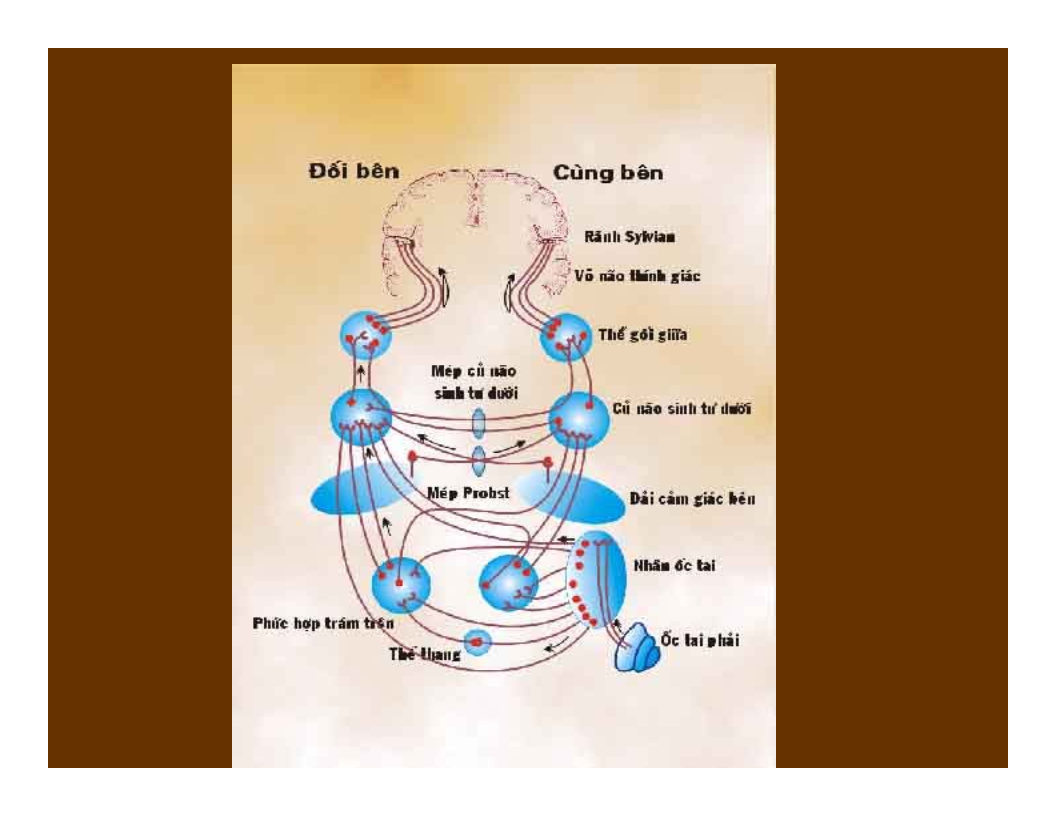 Đối bên
Cùng bên
Rãnh Sylvian
Vỏ não thính giác
Thể gối giữa
Mép củ não
sinh tư dưới
Củ não sinh tư dưới
Mép Probst
Dải cảm giác bên
Nhân ốc tai
Phức hợp trám trên
Thể thang
Ốc tai phải